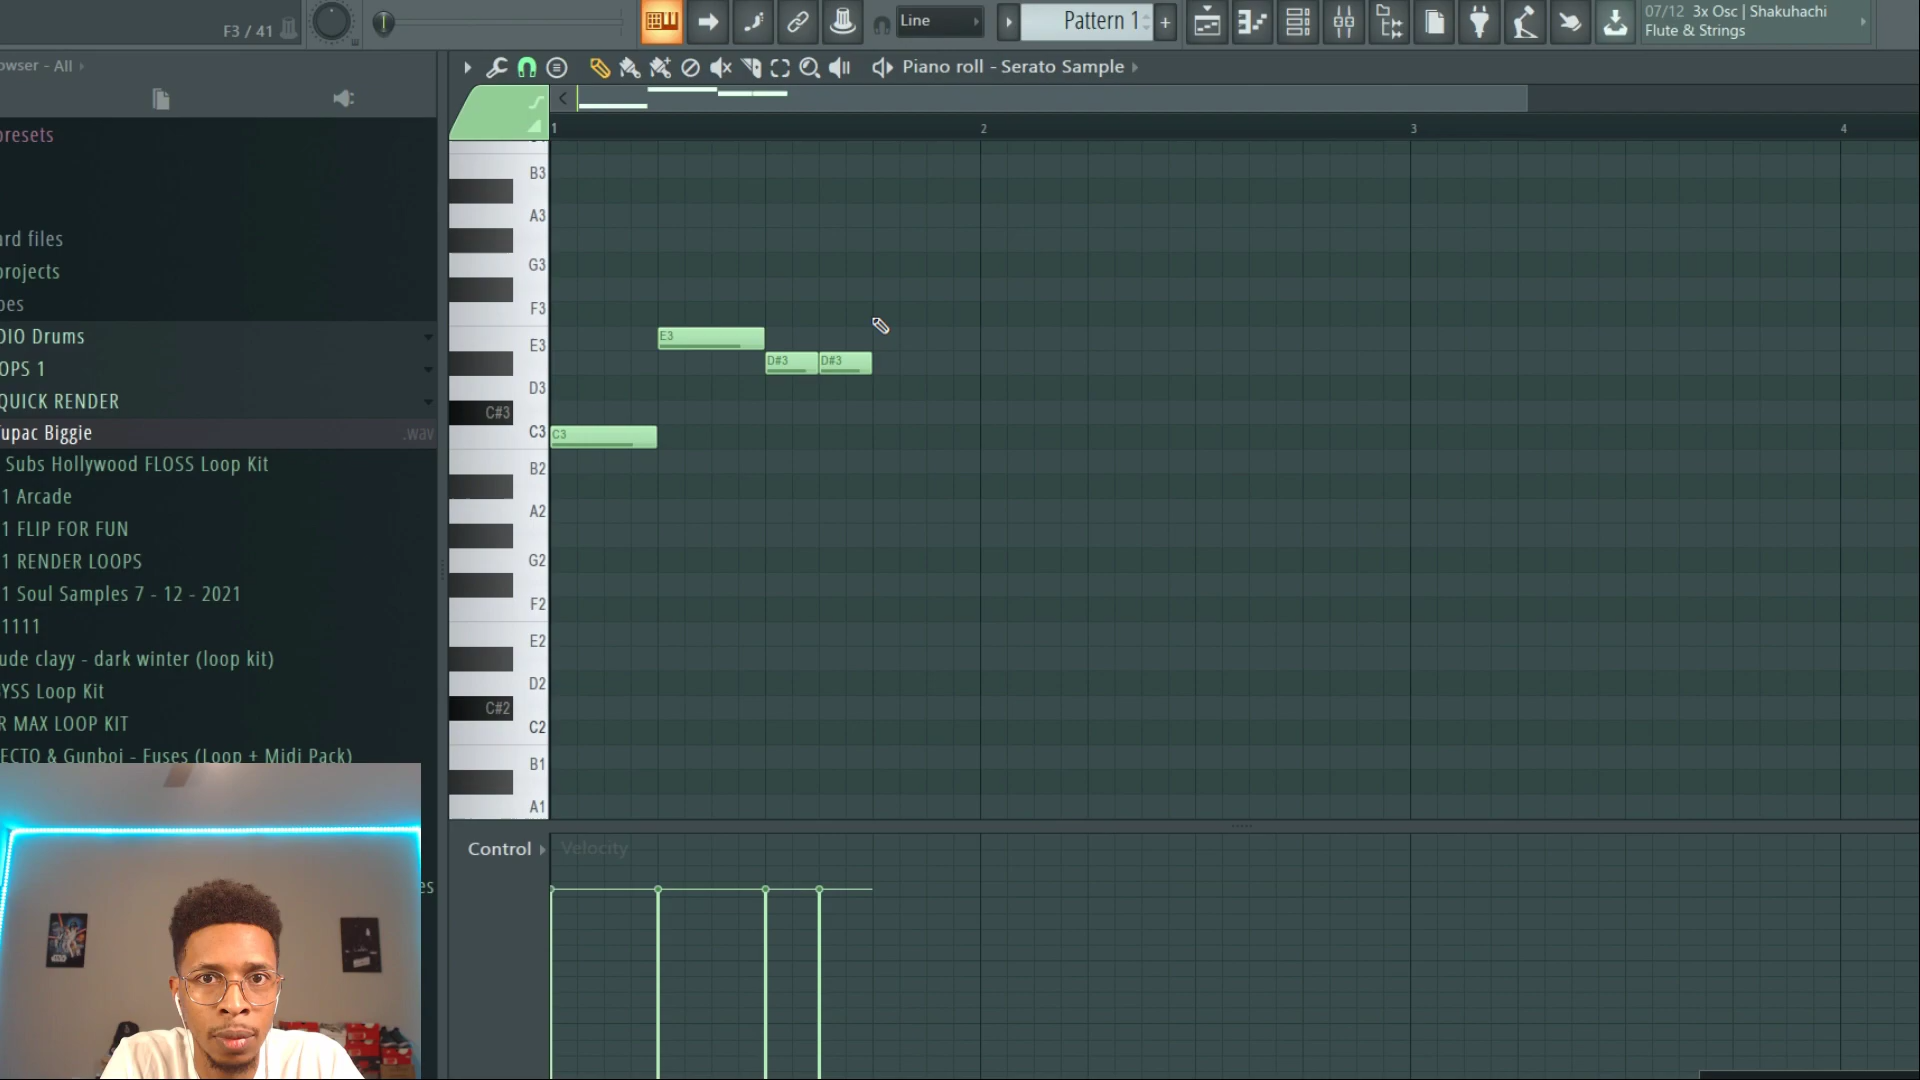 F3 / 41
Line
Pattern 1
+
07/12 3x Osc | Shakuhachi
Flute & Strings
owser - All
Piano roll - Serato Sample
presets
ard files
projects
pes
DIO Drums
OPS 1
QUICK RENDER
Tupac Biggie .wav
Subs Hollywood FLOSS Loop Kit
1 Arcade
1 FLIP FOR FUN
1 RENDER LOOPS
1 Soul Samples 7 - 12 - 2021
1111
ude clayy - dark winter (loop kit)
YSS Loop Kit
R MAX LOOP KIT
ECTO & Gunboi - Fuses (Loop + Midi Pack)
es
1 2 3 4
B3
A3
G3
F3
E3 E3
D#3 D#3
D3
C#3
C3 C3
B2
A2
G2
F2
E2
D2
C#2
C2
B1
A1
Control Velocity